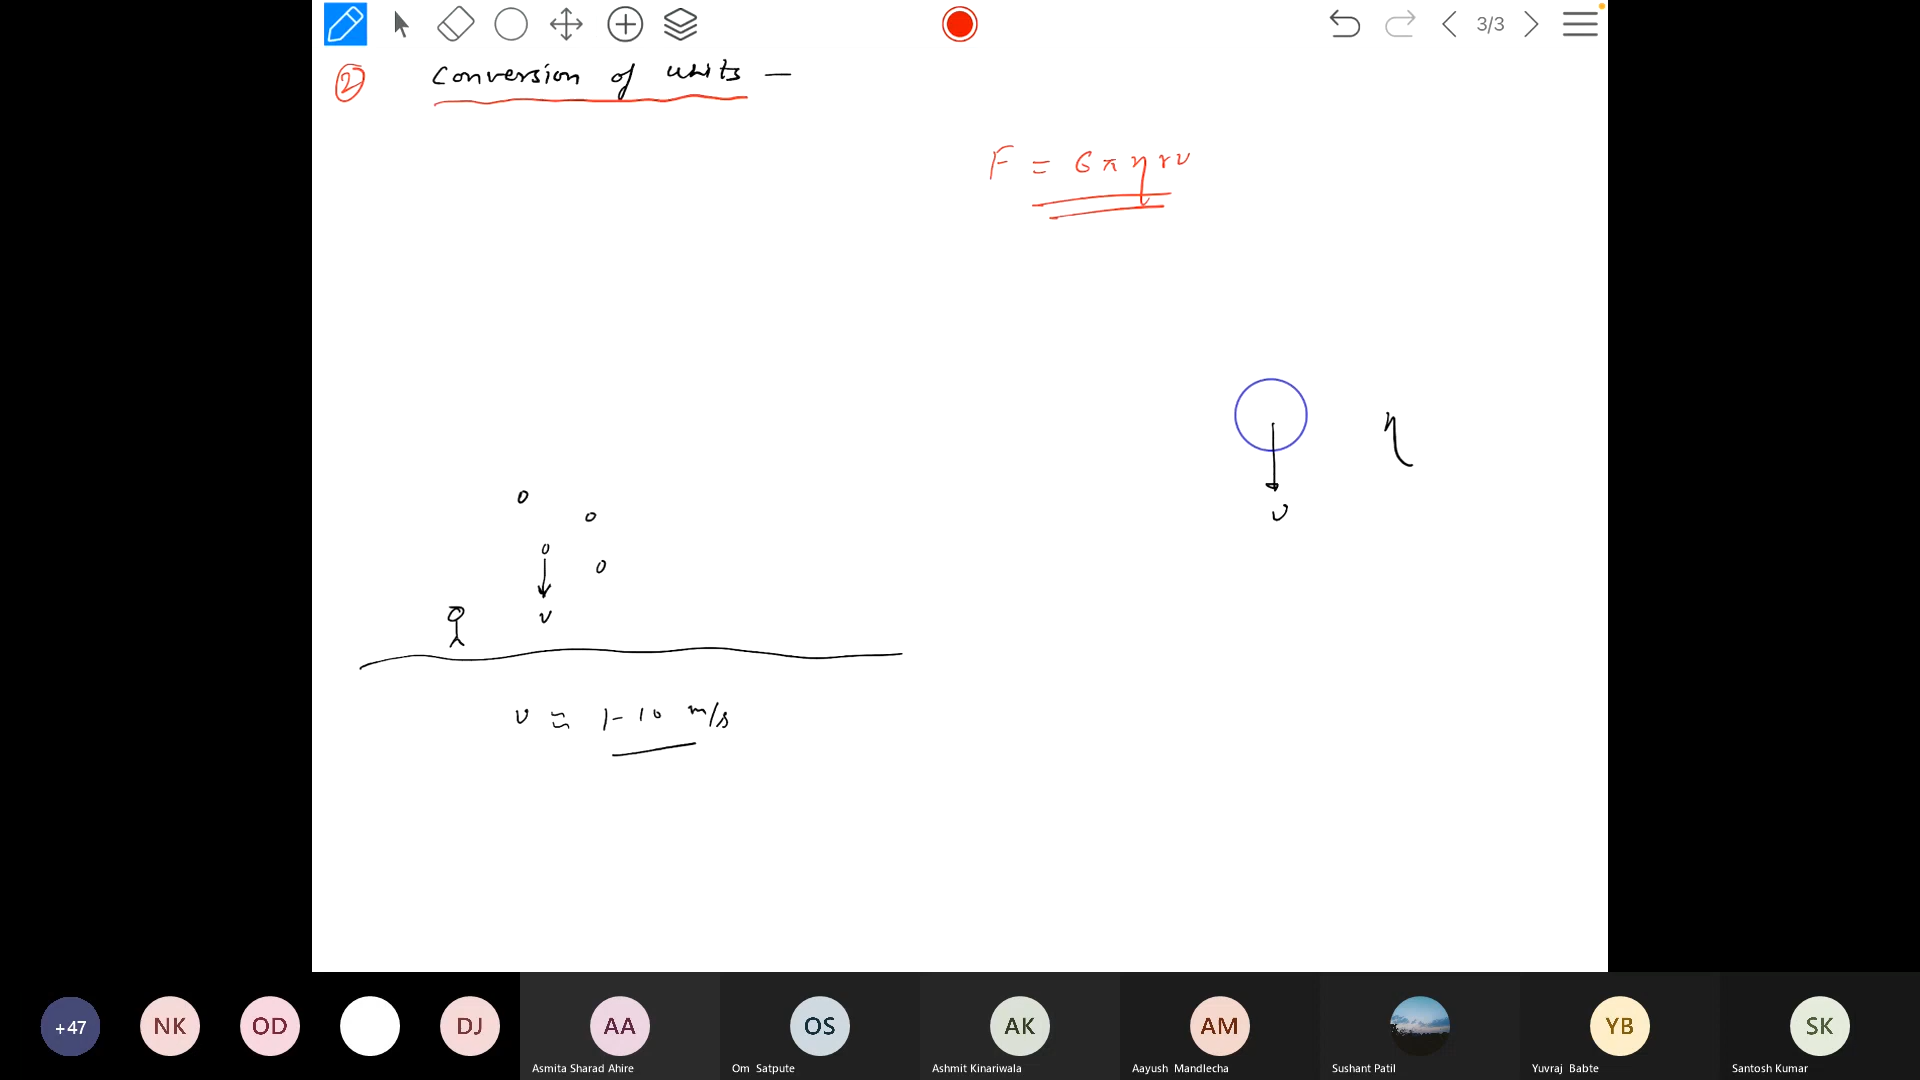 3/3
② Conversion of units —
F = 6πηrv
η
v
v
v ≈ 1-10 m/s
+47
NK
OD
DJ
AA
OS
AK
AM
YB
SK
Asmita Sharad Ahire
Om Satpute
Ashmit Kinariwala
Aayush Mandlecha
Sushant Patil
Yuvraj Babte
Santosh Kumar